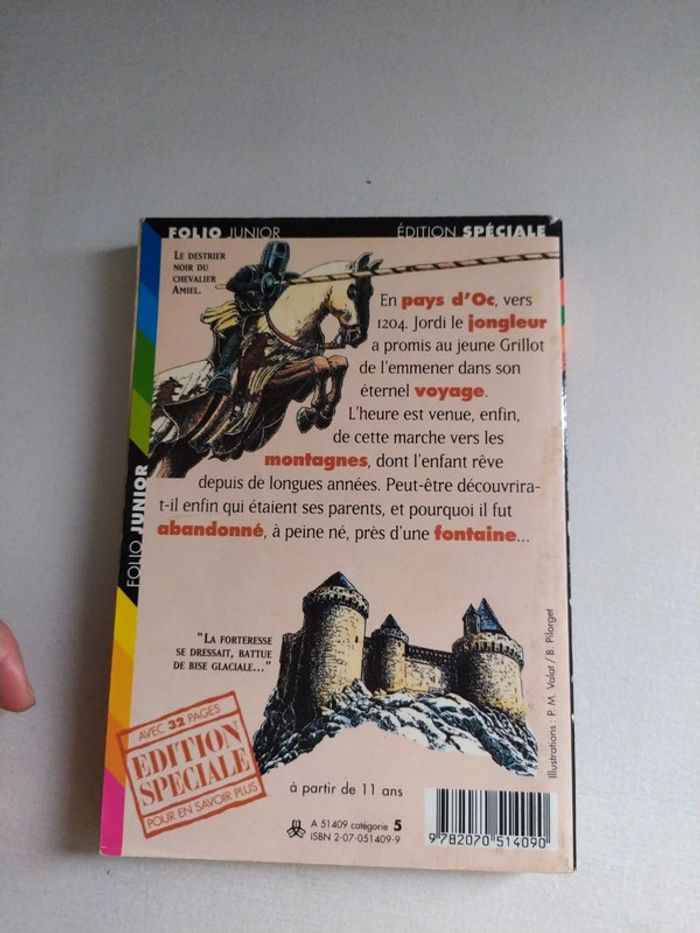 FOLIO JUNIOR
ÉDITION SPÉCIALE
LE DESTRIER
NOIR DU
CHEVALIER
AMIEL.
En pays d'Oc, vers
1204. Jordi le jongleur
a promis au jeune Grillot
de l'emmener dans son
éternel voyage.
L'heure est venue, enfin,
de cette marche vers les
montagnes, dont l'enfant rêve
depuis de longues années. Peut-être découvrira-
t-il enfin qui étaient ses parents, et pourquoi il fut
abandonné, à peine né, près d'une fontaine...
FOLIO JUNIOR
"LA FORTERESSE
SE DRESSAIT, BATTUE
DE BISE GLACIALE..."
Illustrations : P. M. Valat / B. Pilorget
AVEC 32 PAGES
EDITION
SPECIALE
POUR EN SAVOIR PLUS
à partir de 11 ans
A 51409 catégorie 5
ISBN 2-07-051409-9
9 782070 514090